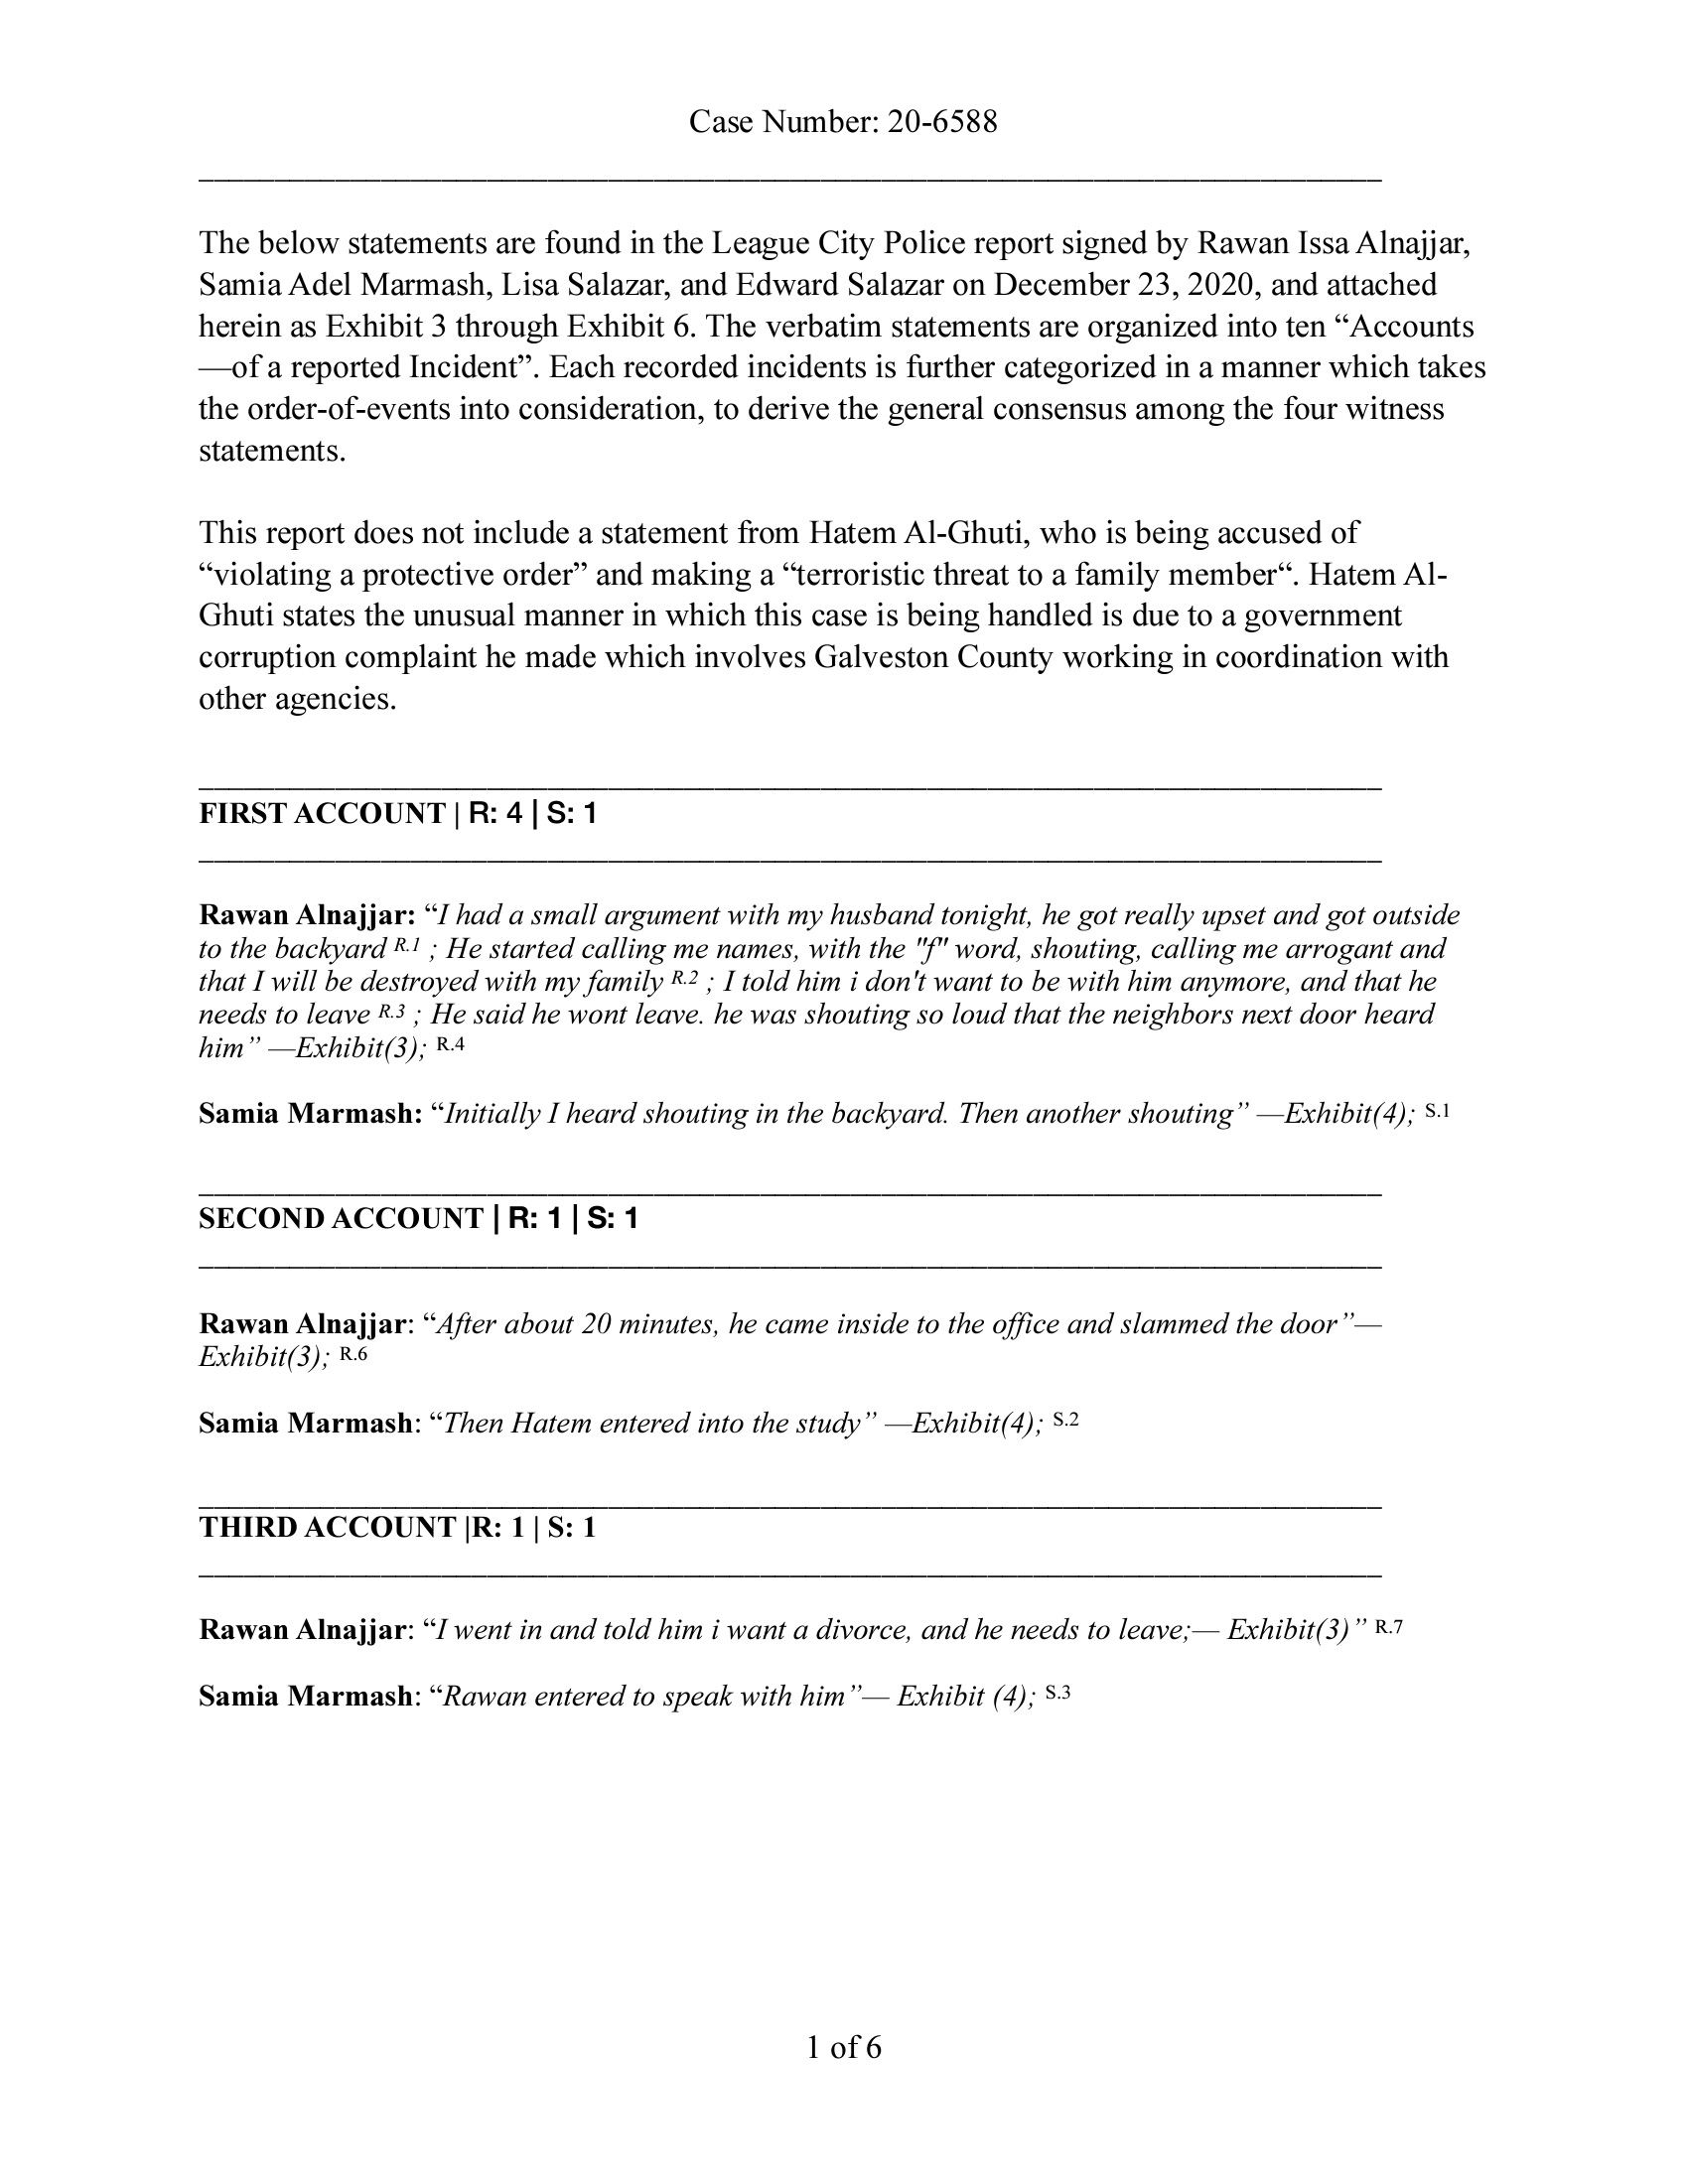 Case Number: 20-6588
The below statements are found in the League City Police report signed by Rawan Issa Alnajjar,
Samia Adel Marmash, Lisa Salazar, and Edward Salazar on December 23, 2020, and attached
herein as Exhibit 3 through Exhibit 6. The verbatim statements are organized into ten “Accounts
—of a reported Incident”. Each recorded incidents is further categorized in a manner which takes
the order-of-events into consideration, to derive the general consensus among the four witness
statements.
This report does not include a statement from Hatem Al-Ghuti, who is being accused of
“violating a protective order” and making a “terroristic threat to a family member“. Hatem Al-
Ghuti states the unusual manner in which this case is being handled is due to a government
corruption complaint he made which involves Galveston County working in coordination with
other agencies.
FIRST ACCOUNT | R: 4 | S: 1
Rawan Alnajjar: “I had a small argument with my husband tonight, he got really upset and got outside
to the backyard R.1 ; He started calling me names, with the "f" word, shouting, calling me arrogant and
that I will be destroyed with my family R.2 ; I told him i don't want to be with him anymore, and that he
needs to leave R.3 ; He said he wont leave. he was shouting so loud that the neighbors next door heard
him” —Exhibit(3); R.4
Samia Marmash: “Initially I heard shouting in the backyard. Then another shouting” —Exhibit(4); S.1
SECOND ACCOUNT | R: 1 | S: 1
Rawan Alnajjar: “After about 20 minutes, he came inside to the office and slammed the door”—
Exhibit(3); R.6
Samia Marmash: “Then Hatem entered into the study” —Exhibit(4); S.2
THIRD ACCOUNT |R: 1 | S: 1
Rawan Alnajjar: “I went in and told him i want a divorce, and he needs to leave;— Exhibit(3)” R.7
Samia Marmash: “Rawan entered to speak with him”— Exhibit (4); S.3
1 of 6